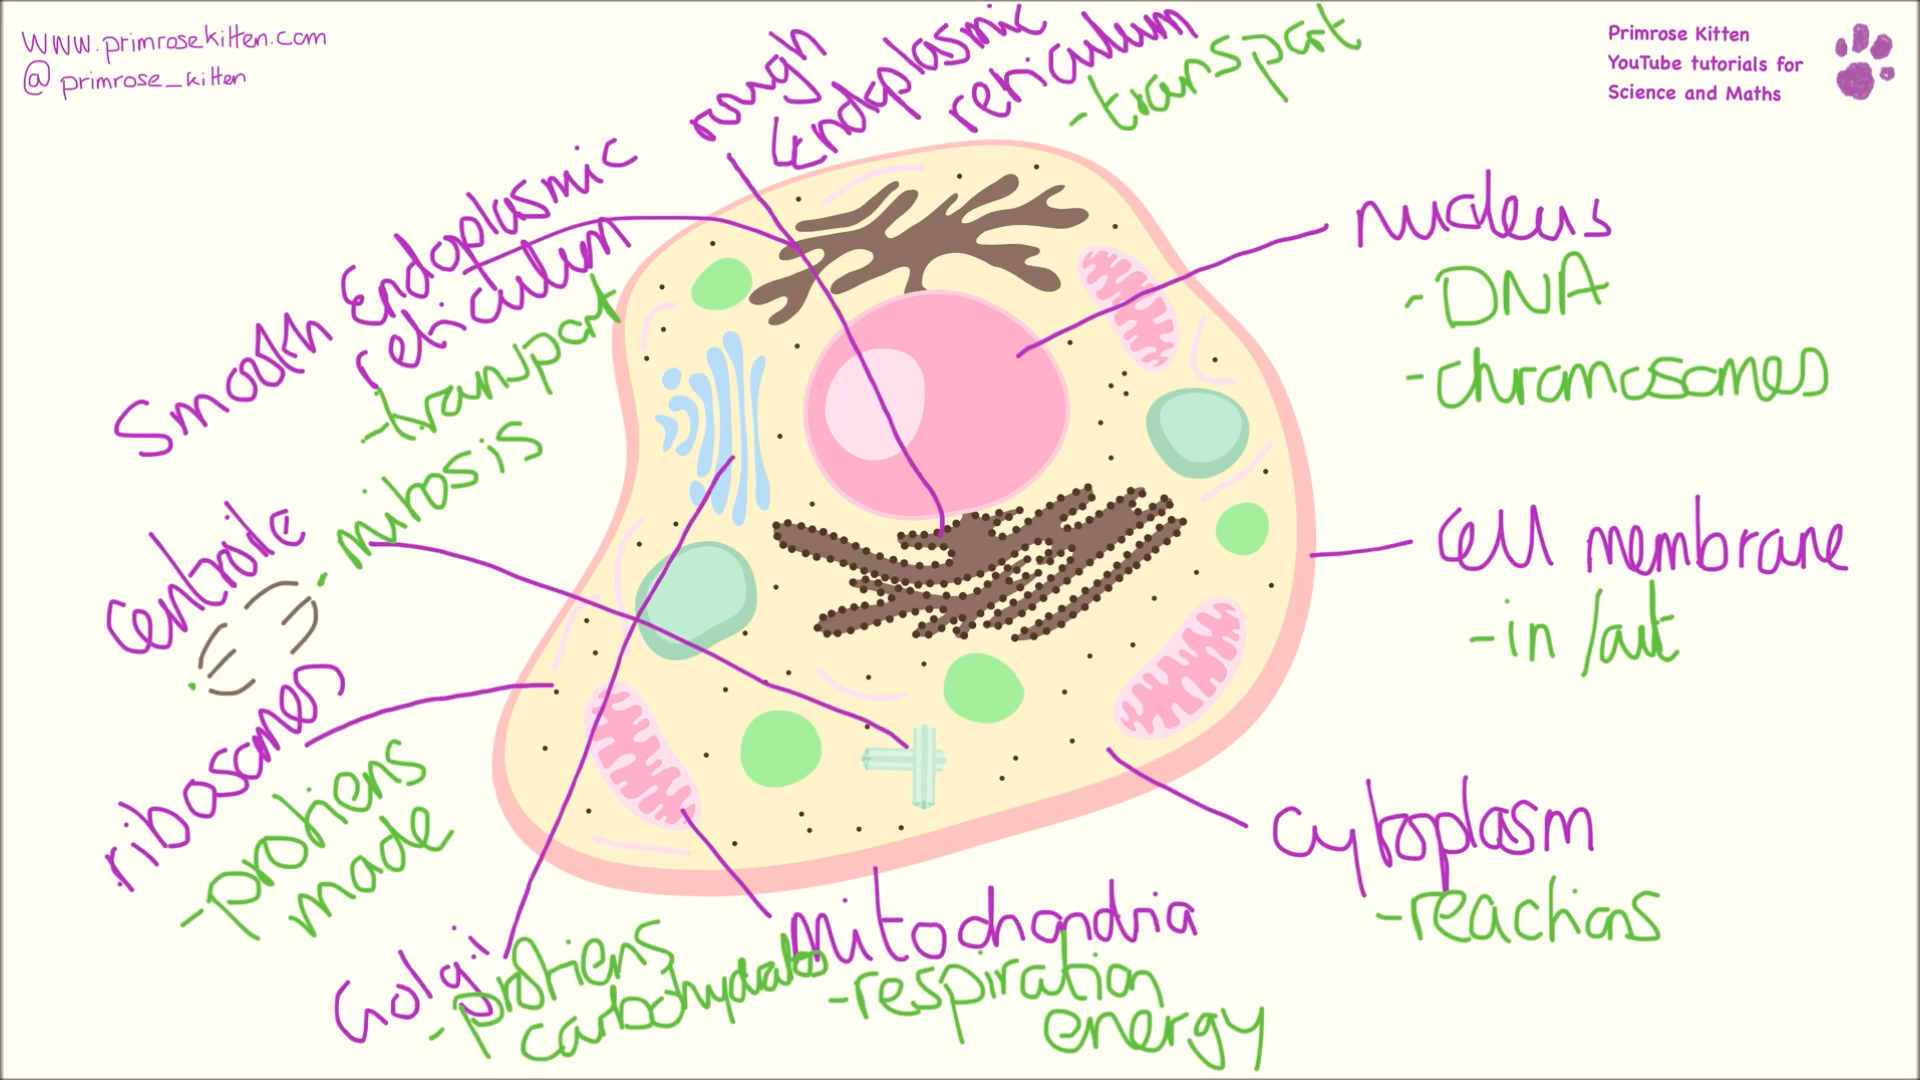 www.primrosekitten.com
@primrose_kitten
Primrose Kitten
YouTube tutorials for
Science and Maths
rough
Endoplasmic
reticulum
-transport
Smooth Endoplasmic
reticulum
-transport
nucleus
-DNA
-chromosomes
Centriole
- mitosis
cell membrane
-in/out
ribosomes
-protiens
made
cytoplasm
-reactions
Golgi
-protiens
carbohydrates
Mitochondria
-respiration
energy